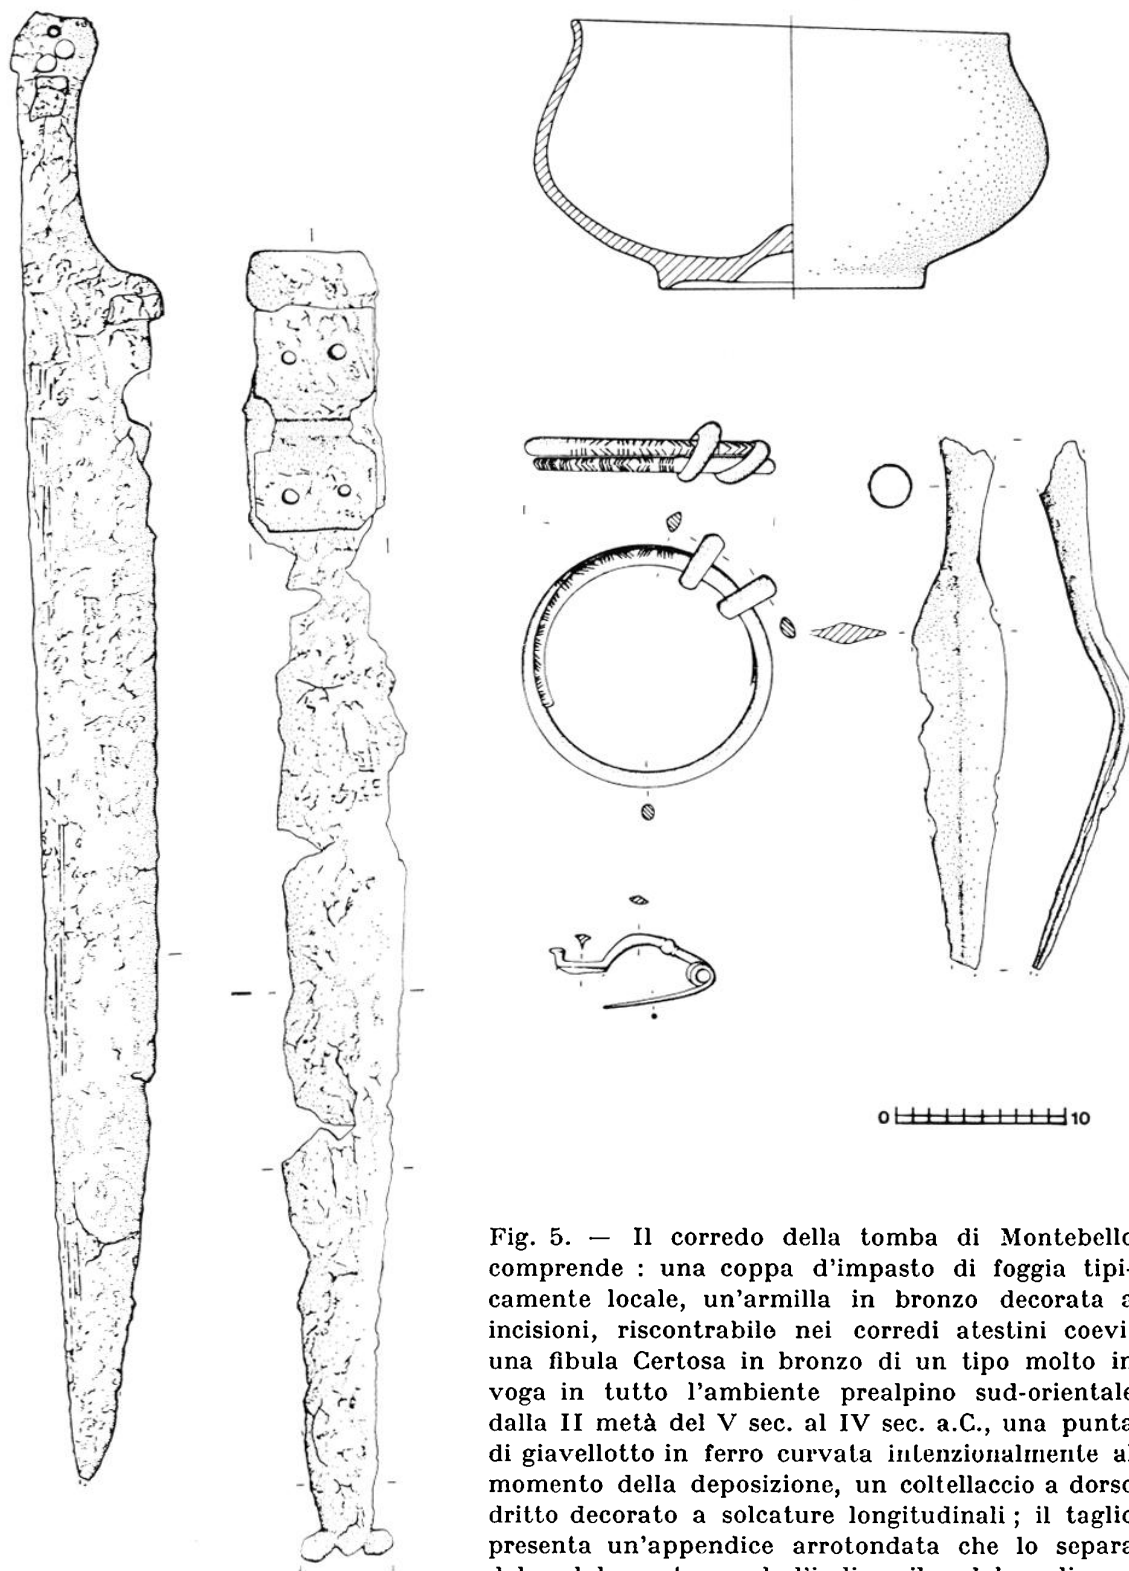 0 10
Fig. 5. — Il corredo della tomba di Montebello
comprende : una coppa d'impasto di foggia tipi-
camente locale, un'armilla in bronzo decorata a
incisioni, riscontrabile nei corredi atestini coevi,
una fibula Certosa in bronzo di un tipo molto in
voga in tutto l'ambiente prealpino sud-orientale
dalla II metà del V sec. al IV sec. a.C., una punta
di giavellotto in ferro curvata intenzionalmente al
momento della deposizione, un coltellaccio a dorso
dritto decorato a solcature longitudinali ; il taglio
presenta un'appendice arrotondata che lo separa